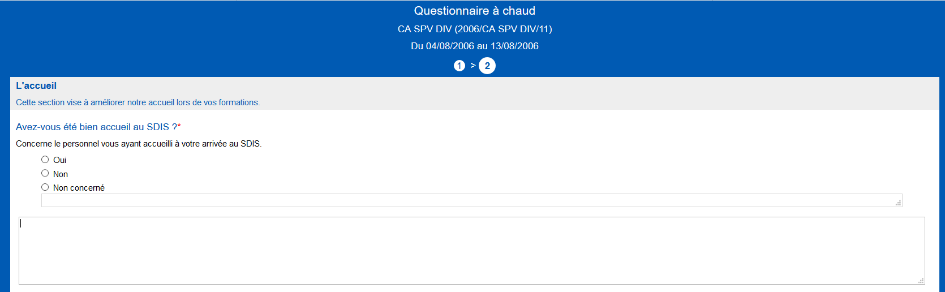 Questionnaire à chaud
CA SPV DIV (2006/CA SPV DIV/11)
Du 04/08/2006 au 13/08/2006
1 > 2
L'accueil
Cette section vise à améliorer notre accueil lors de vos formations.
Avez-vous été bien accueil au SDIS ?*
Concerne le personnel vous ayant accueilli à votre arrivée au SDIS.
Oui
Non
Non concerné